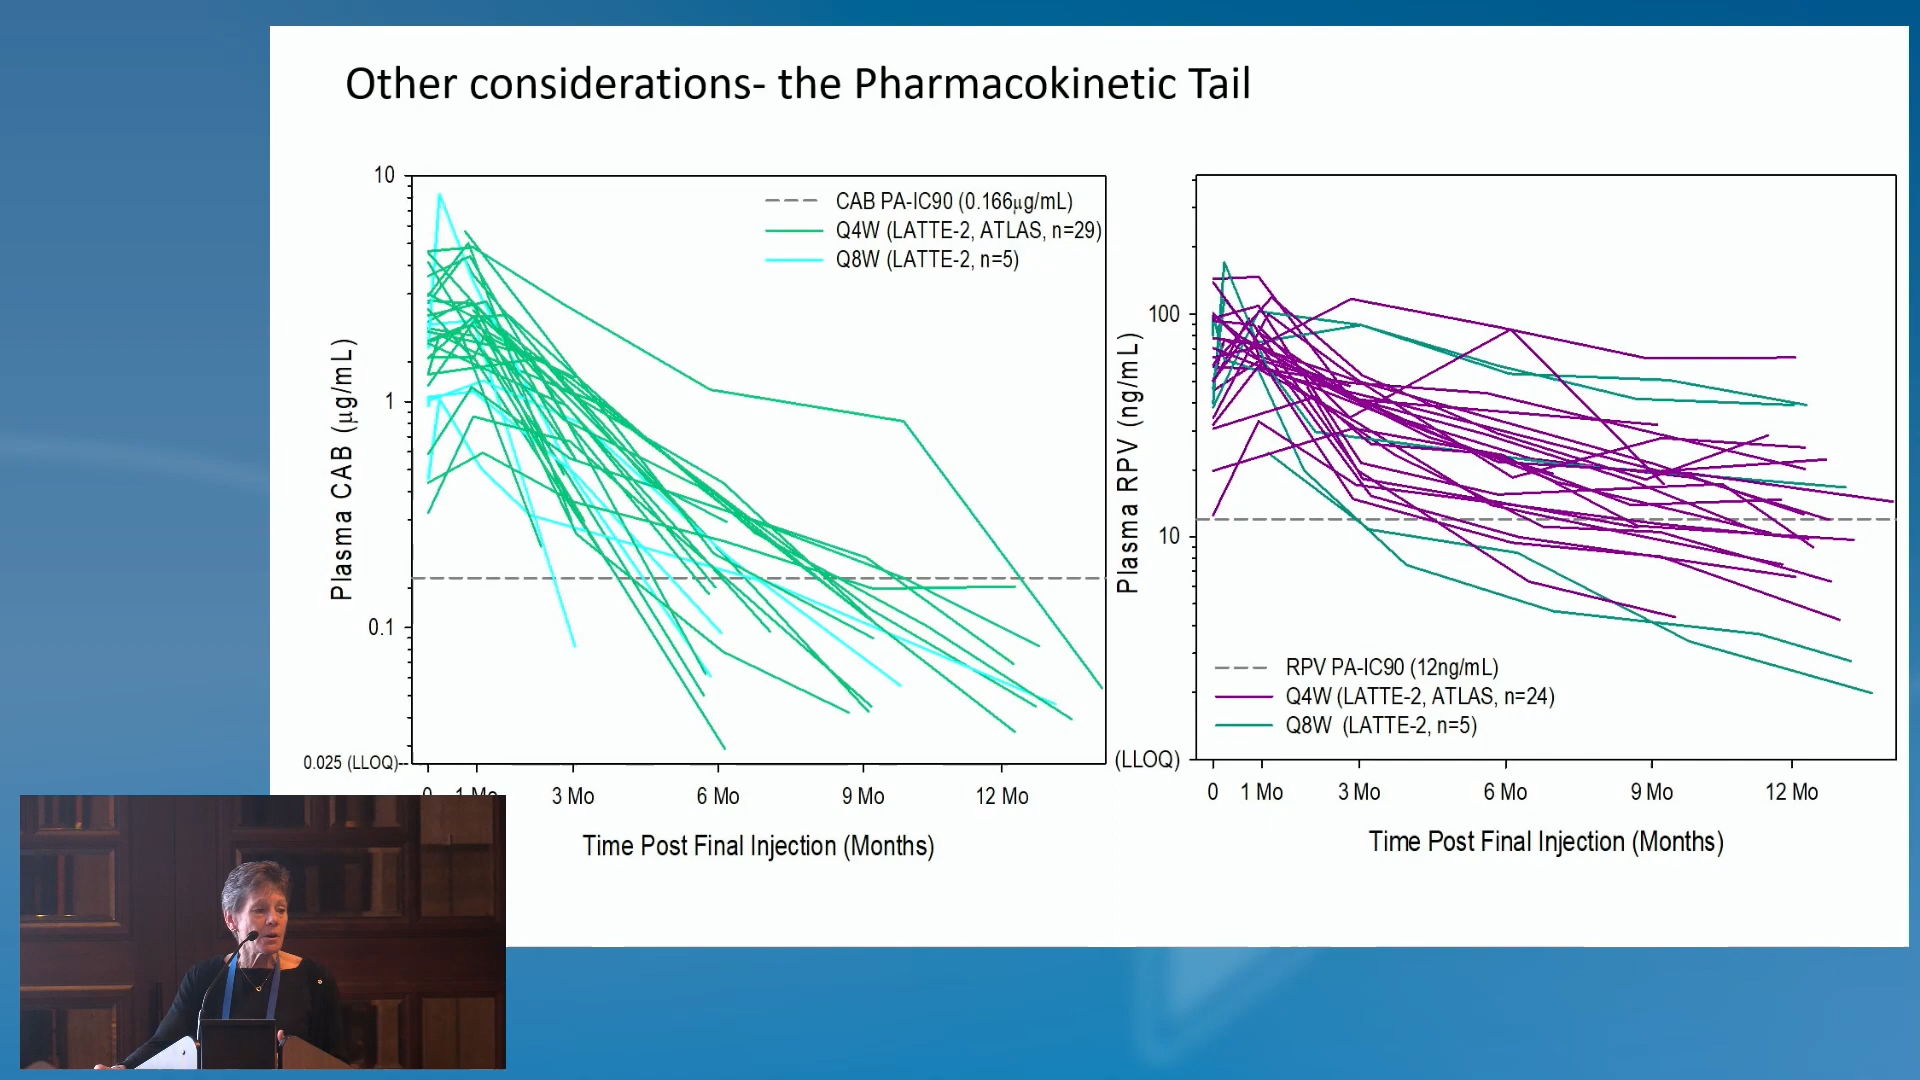 Other considerations- the Pharmacokinetic Tail
10
1
0.1
0.025 (LLOQ)--
Plasma CAB (μg/mL)
CAB PA-IC90 (0.166μg/mL)
Q4W (LATTE-2, ATLAS, n=29)
Q8W (LATTE-2, n=5)
0 1 Mo 3 Mo 6 Mo 9 Mo 12 Mo
Time Post Final Injection (Months)
100
10
(LLOQ)
Plasma RPV (ng/mL)
RPV PA-IC90 (12ng/mL)
Q4W (LATTE-2, ATLAS, n=24)
Q8W (LATTE-2, n=5)
0 1 Mo 3 Mo 6 Mo 9 Mo 12 Mo
Time Post Final Injection (Months)